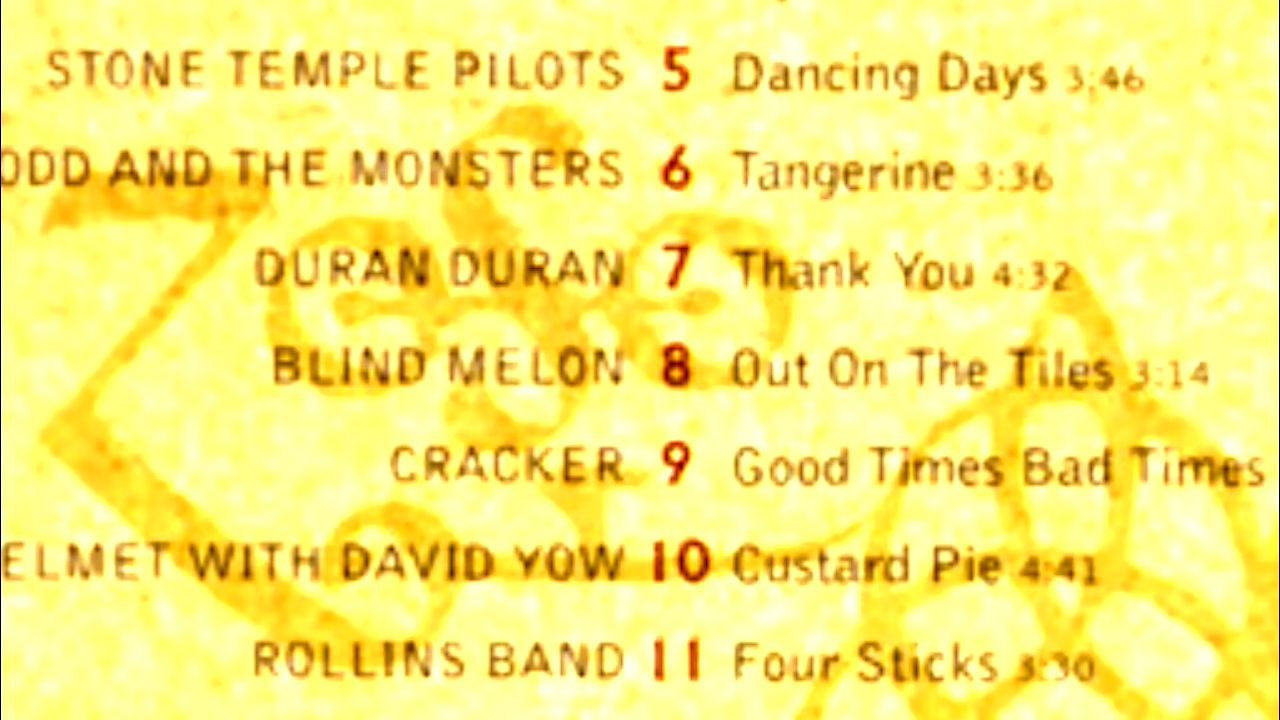 STONE TEMPLE PILOTS 5 Dancing Days 3:46
ODD AND THE MONSTERS 6 Tangerine 3:36
DURAN DURAN 7 Thank You 4:32
BLIND MELON 8 Out On The Tiles 3:14
CRACKER 9 Good Times Bad Times
ELMET WITH DAVID YOW 10 Custard Pie 4:41
ROLLINS BAND 11 Four Sticks 3:30